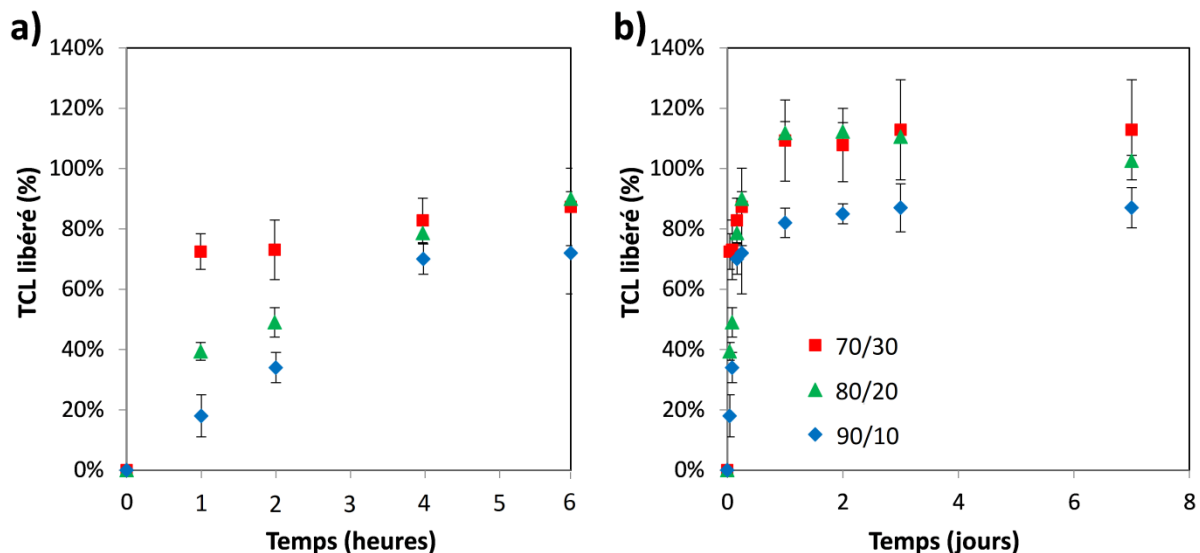 a)
140%
120%
100%
80%
60%
40%
20%
0%
TCL libéré (%)
0 1 2 3 4 5 6
Temps (heures)
b)
140%
120%
100%
80%
60%
40%
20%
0%
TCL libéré (%)
70/30
80/20
90/10
0 2 4 6 8
Temps (jours)